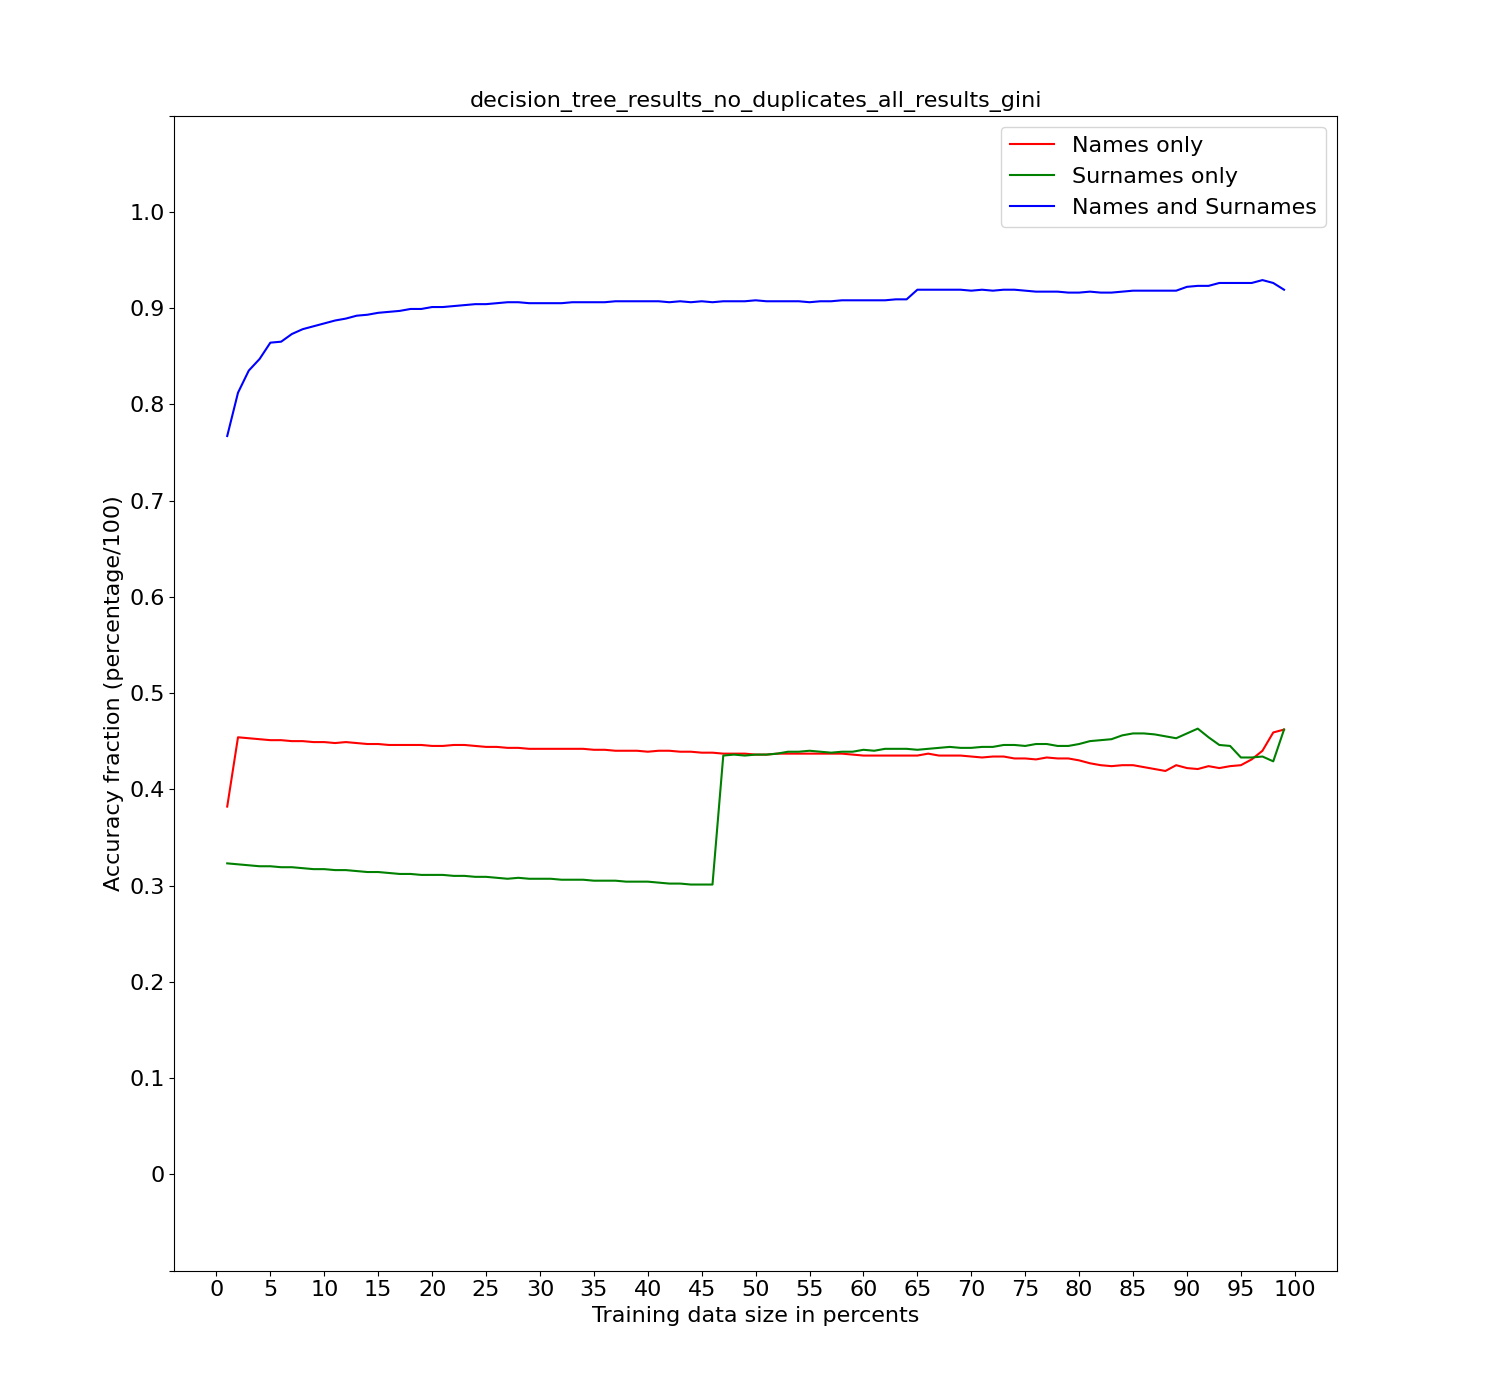 decision_tree_results_no_duplicates_all_results_gini
Names only
Surnames only
Names and Surnames
1.0
0.9
0.8
0.7
0.6
0.5
0.4
0.3
0.2
0.1
0
Accuracy fraction (percentage/100)
0 5 10 15 20 25 30 35 40 45 50 55 60 65 70 75 80 85 90 95 100
Training data size in percents